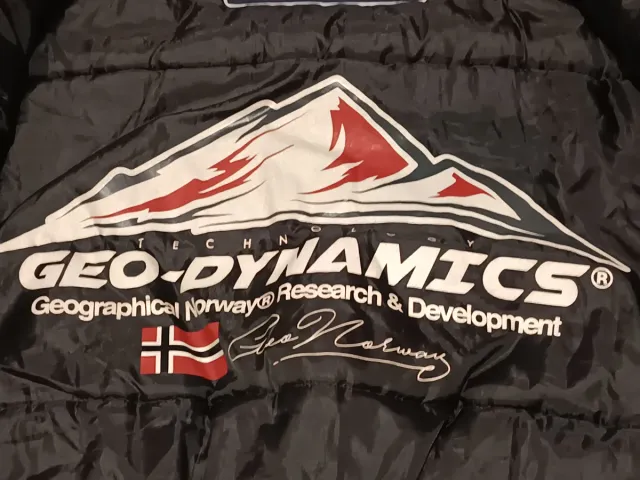 TECHNOLOGY
GEO-DYNAMICS®
Geographical Norway® Research & Development
Geo Norway